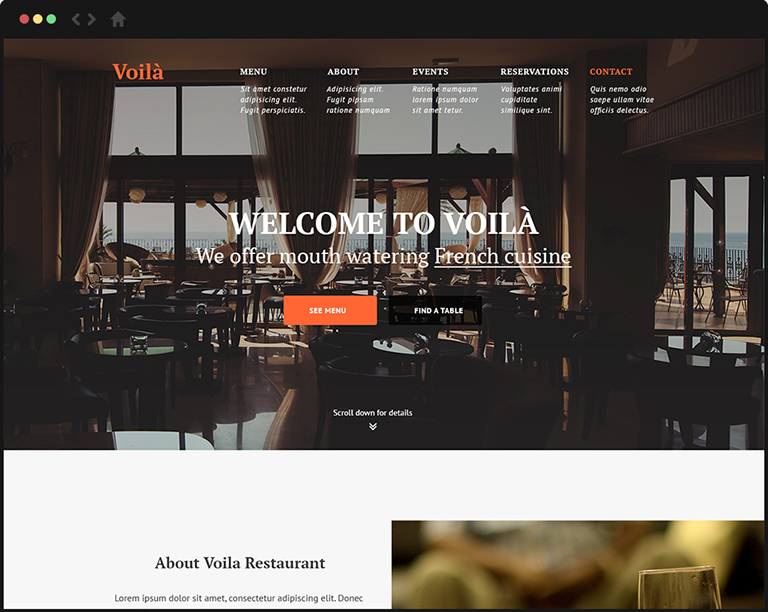 Voilà
MENU
Sit amet constetur
adipisicing elit.
Fugit perspiciatis.
ABOUT
Adipisicing elit.
Fugit pipsam
ratione numquam
EVENTS
Ratione numquam
lorem ipsum dolor
sit amet tetur.
RESERVATIONS
Voluptates animi
cupiditate
similique sint.
CONTACT
Quis nemo odio
saepe ullam vitae
officiis delectus.
WELCOME TO VOILÀ
We offer mouth watering French cuisine
SEE MENU
FIND A TABLE
Scroll down for details
About Voila Restaurant
Lorem ipsum dolor sit amet, consectetur adipiscing elit. Donec